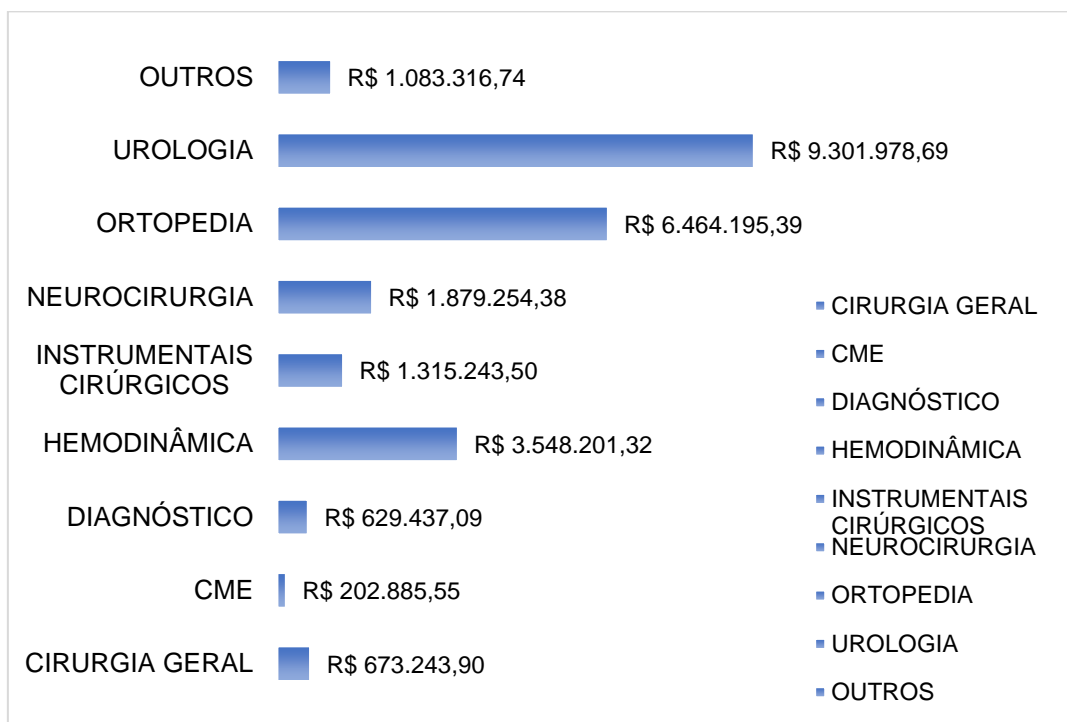 OUTROS
R$ 1.083.316,74
UROLOGIA
R$ 9.301.978,69
ORTOPEDIA
R$ 6.464.195,39
NEUROCIRURGIA
R$ 1.879.254,38
INSTRUMENTAIS
CIRÚRGICOS
R$ 1.315.243,50
HEMODINÂMICA
R$ 3.548.201,32
DIAGNÓSTICO
R$ 629.437,09
CME
R$ 202.885,55
CIRURGIA GERAL
R$ 673.243,90
CIRURGIA GERAL
CME
DIAGNÓSTICO
HEMODINÂMICA
INSTRUMENTAIS
CIRÚRGICOS
NEUROCIRURGIA
ORTOPEDIA
UROLOGIA
OUTROS